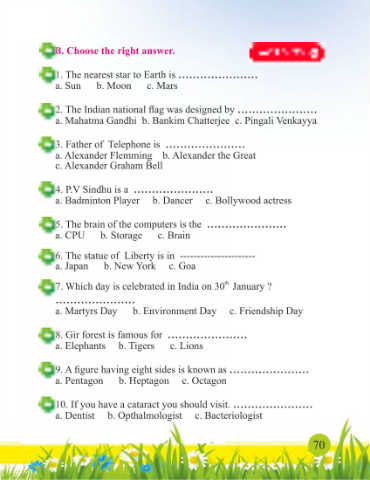 B. Choose the right answer.
1. The nearest star to Earth is ......................
a. Sun b. Moon c. Mars
2. The Indian national flag was designed by ......................
a. Mahatma Gandhi b. Bankim Chatterjee c. Pingali Venkayya
3. Father of Telephone is ......................
a. Alexander Flemming b. Alexander the Great
c. Alexander Graham Bell
4. P.V Sindhu is a ......................
a. Badminton Player b. Dancer c. Bollywood actress
5. The brain of the computers is the ......................
a. CPU b. Storage c. Brain
6. The statue of Liberty is in ----------------------
a. Japan b. New York c. Goa
7. Which day is celebrated in India on 30th January ?
......................
a. Martyrs Day b. Environment Day c. Friendship Day
8. Gir forest is famous for ......................
a. Elephants b. Tigers c. Lions
9. A figure having eight sides is known as ......................
a. Pentagon b. Heptagon c. Octagon
10. If you have a cataract you should visit. ......................
a. Dentist b. Opthalmologist c. Bacteriologist
70